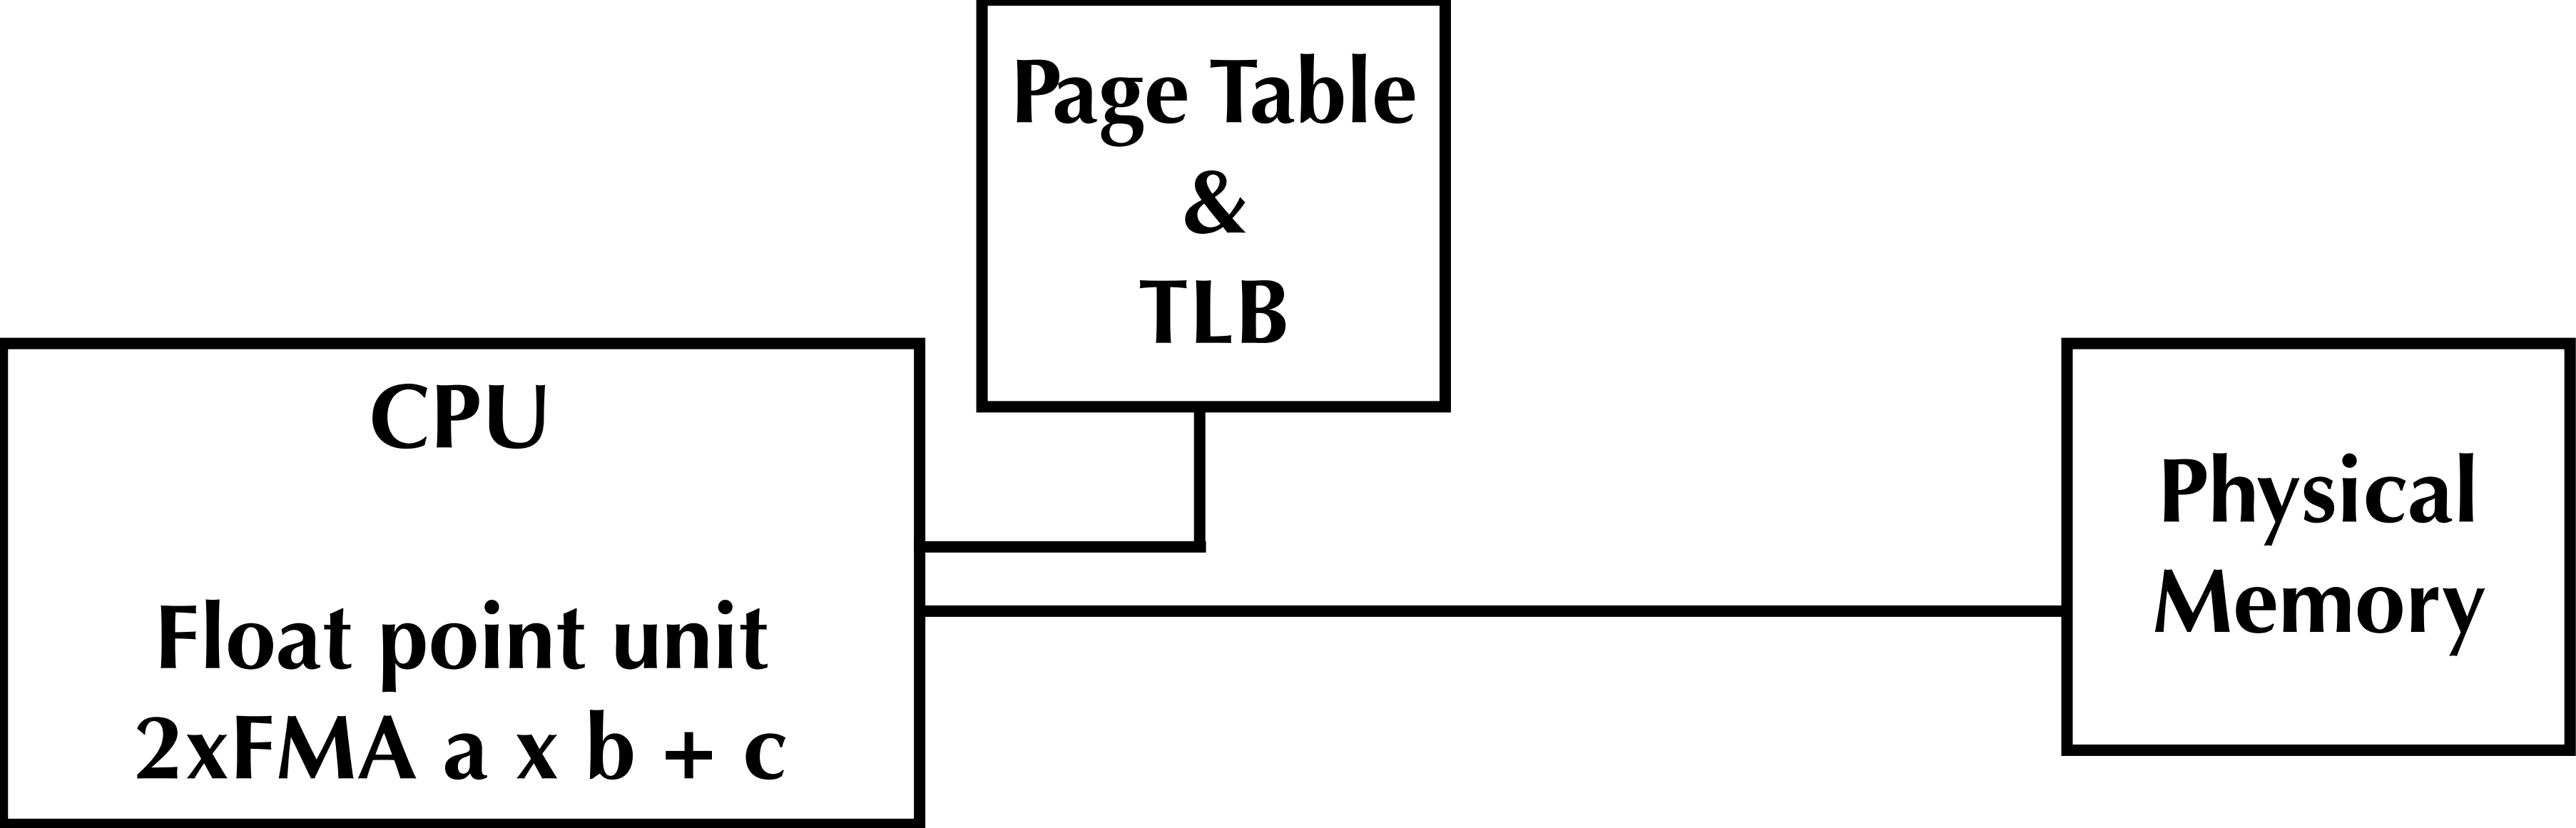 Page Table
&
TLB
CPU
Float point unit
2xFMA a x b + c
Physical
Memory